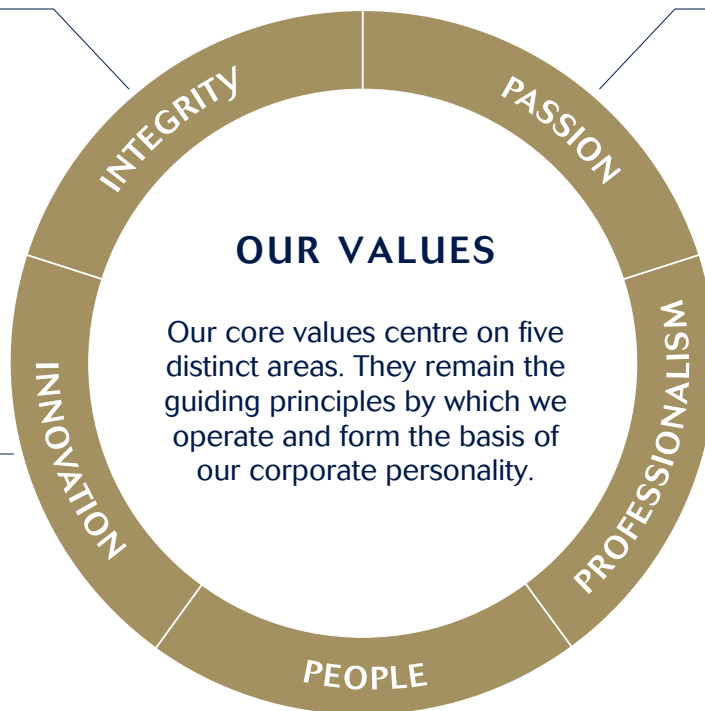 INTEGRITY
PASSION
OUR VALUES
Our core values centre on five
distinct areas. They remain the
guiding principles by which we
operate and form the basis of
our corporate personality.
PROFESSIONALISM
INNOVATION
PEOPLE